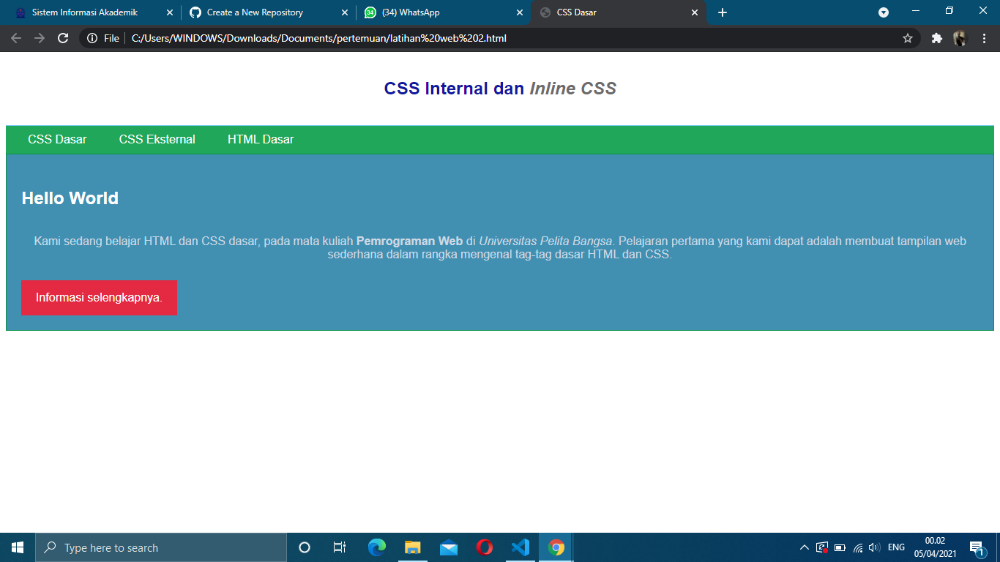 Sistem Informasi Akademik
Create a New Repository
34
(34) WhatsApp
CSS Dasar
File
C:/Users/WINDOWS/Downloads/Documents/pertemuan/latihan%20web%202.html
CSS Internal dan Inline CSS
CSS Dasar CSS Eksternal HTML Dasar
Hello World
Kami sedang belajar HTML dan CSS dasar, pada mata kuliah Pemrograman Web di Universitas Pelita Bangsa. Pelajaran pertama yang kami dapat adalah membuat tampilan web
sederhana dalam rangka mengenal tag-tag dasar HTML dan CSS.
Informasi selengkapnya.
Type here to search
ENG
00.02
05/04/2021
1